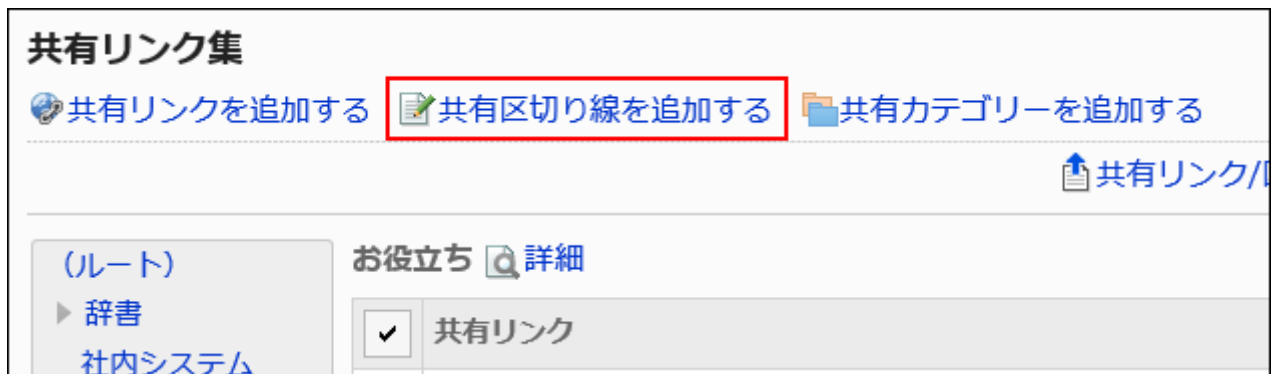 共有リンク集
共有リンクを追加する 共有区切り線を追加する 共有カテゴリーを追加する
共有リンク/
(ルート)
辞書
社内システム
お役立ち 詳細
共有リンク